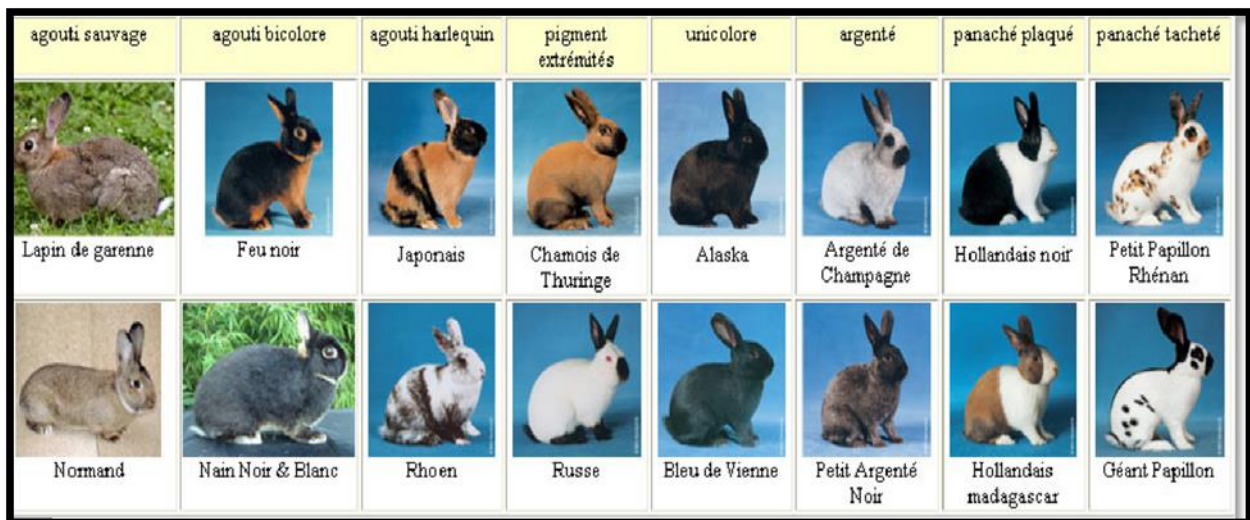 agouti sauvage
agouti bicolore
agouti harlequin
pigment
extrémités
unicolore
argenté
panaché plaqué
panaché tacheté
Lapin de garenne
Feu noir
Japonais
Chamois de
Thuringe
Alaska
Argenté de
Champagne
Hollandais noir
Petit Papillon
Rhénan
Normand
Nain Noir & Blanc
Rhoen
Russe
Bleu de Vienne
Petit Argenté
Noir
Hollandais
madagascar
Géant Papillon